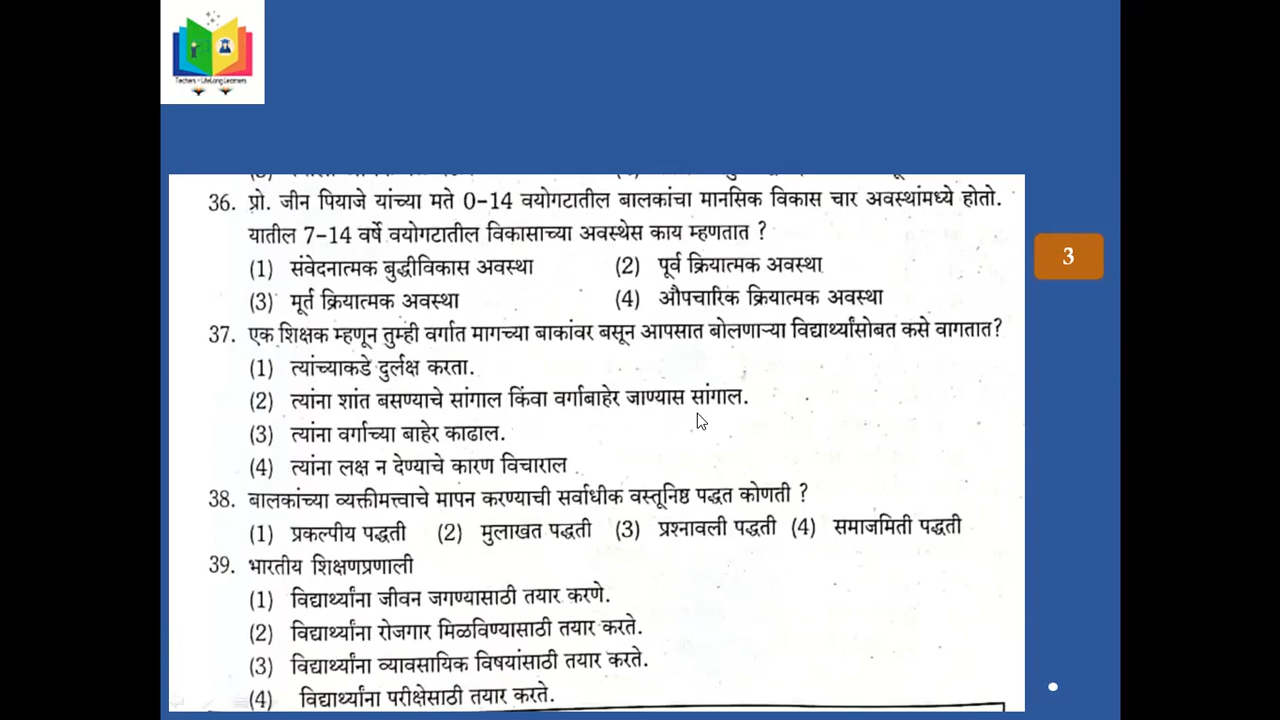 Techers - LifeLong Learners
36. प्रो. जीन पियाजे यांच्या मते 0-14 वयोगटातील बालकांचा मानसिक विकास चार अवस्थांमध्ये होतो.
यातील 7-14 वर्षे वयोगटातील विकासाच्या अवस्थेस काय म्हणतात ?
3
(1) संवेदनात्मक बुद्धीविकास अवस्था (2) पूर्व क्रियात्मक अवस्था
(3) मूर्त क्रियात्मक अवस्था (4) औपचारिक क्रियात्मक अवस्था
37. एक शिक्षक म्हणून तुम्ही वर्गात मागच्या बाकांवर बसून आपसात बोलणाऱ्या विद्यार्थ्यांसोबत कसे वागतात?
(1) त्यांच्याकडे दुर्लक्ष करता.
(2) त्यांना शांत बसण्याचे सांगाल किंवा वर्गाबाहेर जाण्यास सांगाल.
(3) त्यांना वर्गाच्या बाहेर काढाल.
(4) त्यांना लक्ष न देण्याचे कारण विचाराल
38. बालकांच्या व्यक्तीमत्त्वाचे मापन करण्याची सर्वाधीक वस्तूनिष्ठ पद्धत कोणती ?
(1) प्रकल्पीय पद्धती (2) मुलाखत पद्धती (3) प्रश्नावली पद्धती (4) समाजमिती पद्धती
39. भारतीय शिक्षणप्रणाली
(1) विद्यार्थ्यांना जीवन जगण्यासाठी तयार करणे.
(2) विद्यार्थ्यांना रोजगार मिळविण्यासाठी तयार करते.
(3) विद्यार्थ्यांना व्यावसायिक विषयांसाठी तयार करते.
(4) विद्यार्थ्यांना परीक्षेसाठी तयार करते.